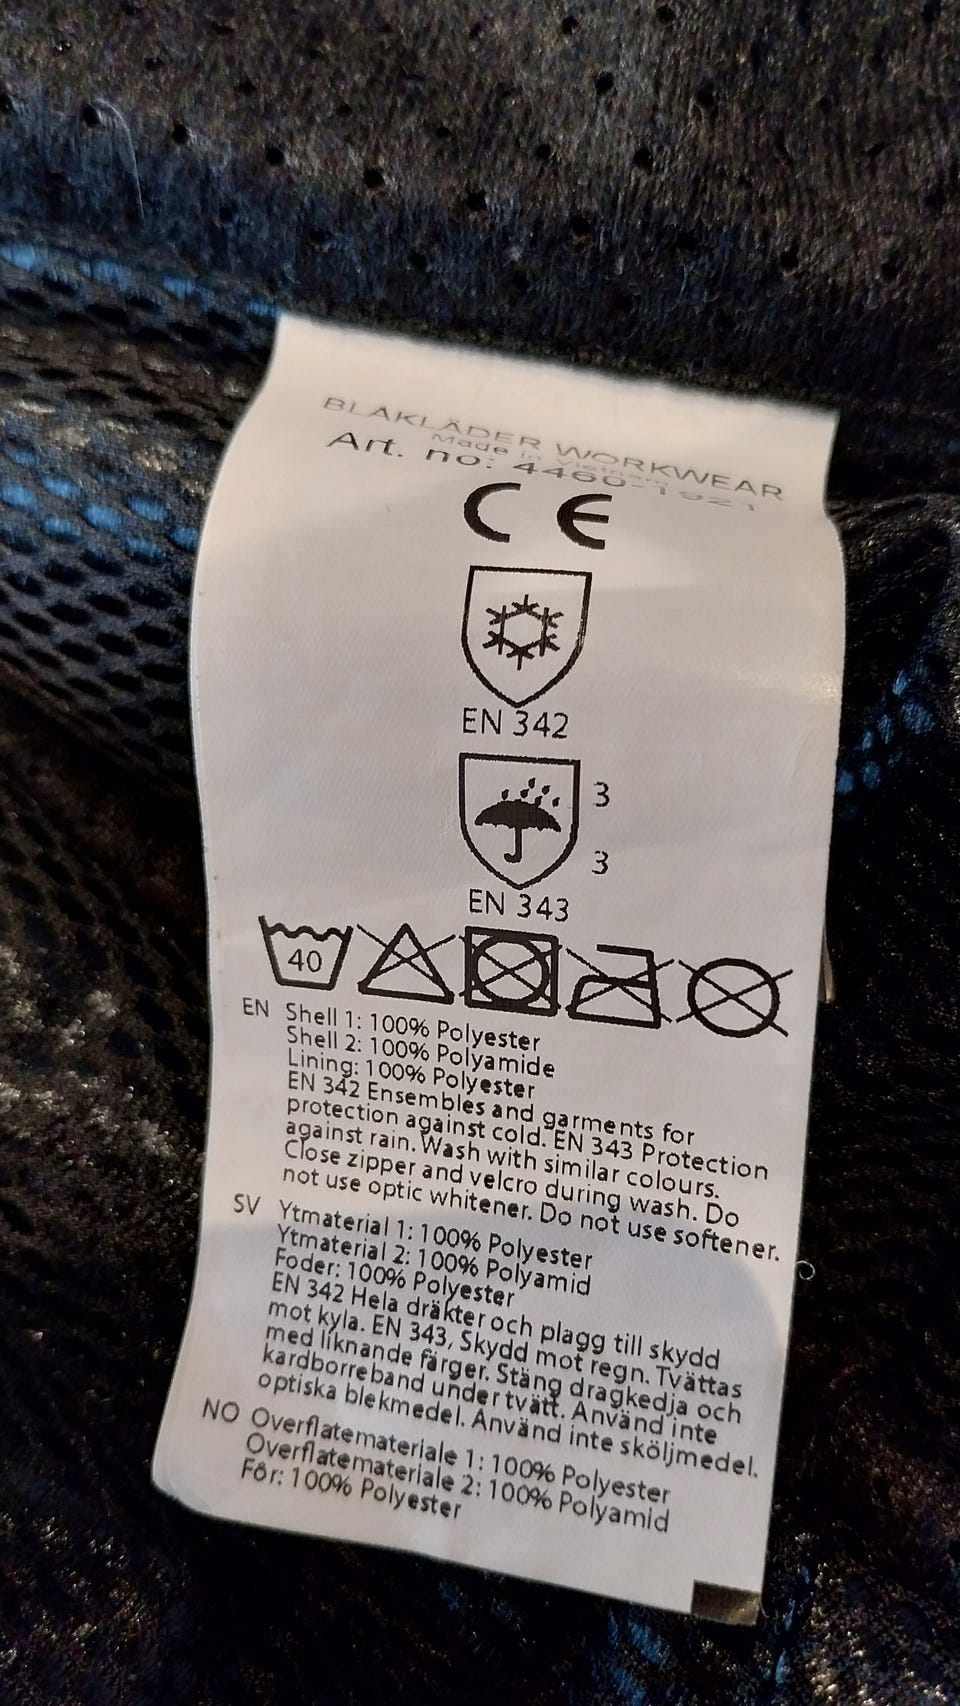 BLÅKLÄDER WORKWEAR
Made in Vietnam
Art. no: 4460-1921
CE
EN 342
3
3
EN 343
40
EN Shell 1: 100% Polyester
Shell 2: 100% Polyamide
Lining: 100% Polyester
EN 342 Ensembles and garments for
protection against cold. EN 343 Protection
against rain. Wash with similar colours.
Close zipper and velcro during wash. Do
not use optic whitener. Do not use softener.
SV Ytmaterial 1: 100% Polyester
Ytmaterial 2: 100% Polyamid
Foder: 100% Polyester
EN 342 Hela dräkter och plagg till skydd
mot kyla. EN 343, Skydd mot regn. Tvättas
med liknande färger. Stäng dragkedja och
kardborreband under tvätt. Använd inte
optiska blekmedel. Använd inte sköljmedel.
NO Overflatemateriale 1: 100% Polyester
Overflatemateriale 2: 100% Polyamid
Fôr: 100% Polyester